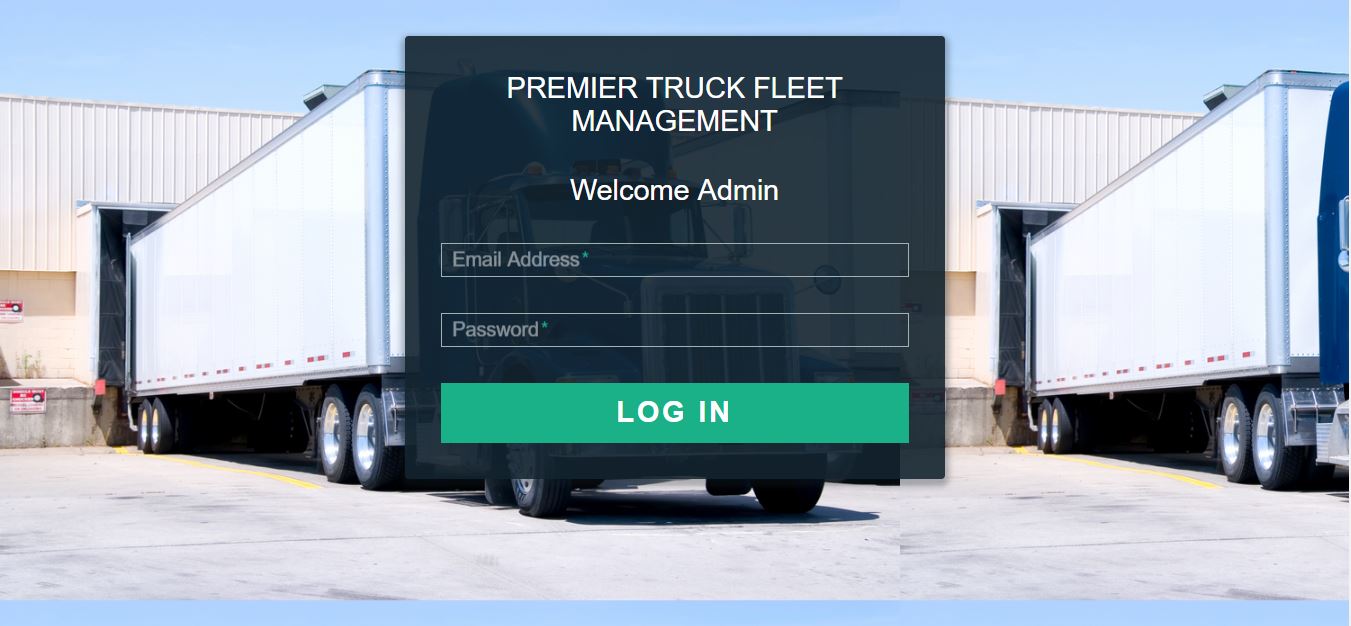 PREMIER TRUCK FLEET
MANAGEMENT
Welcome Admin
Email Address*
Password*
LOG IN